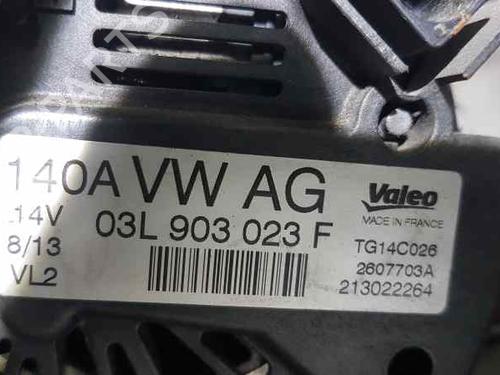 140A VW AG
14V 03L 903 023 F
8/13
VL2
Valeo
MADE IN FRANCE
TG14C026
2607703A
213022264